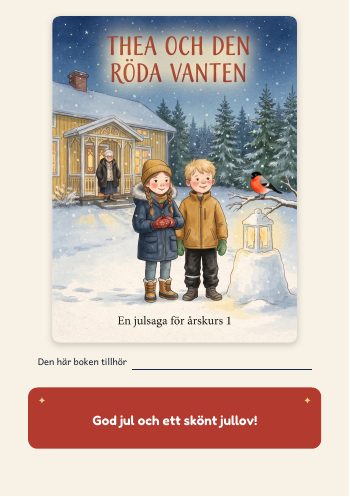 THEA OCH DEN
RÖDA VANTEN
En julsaga för årskurs 1
Den här boken tillhör
God jul och ett skönt jullov!